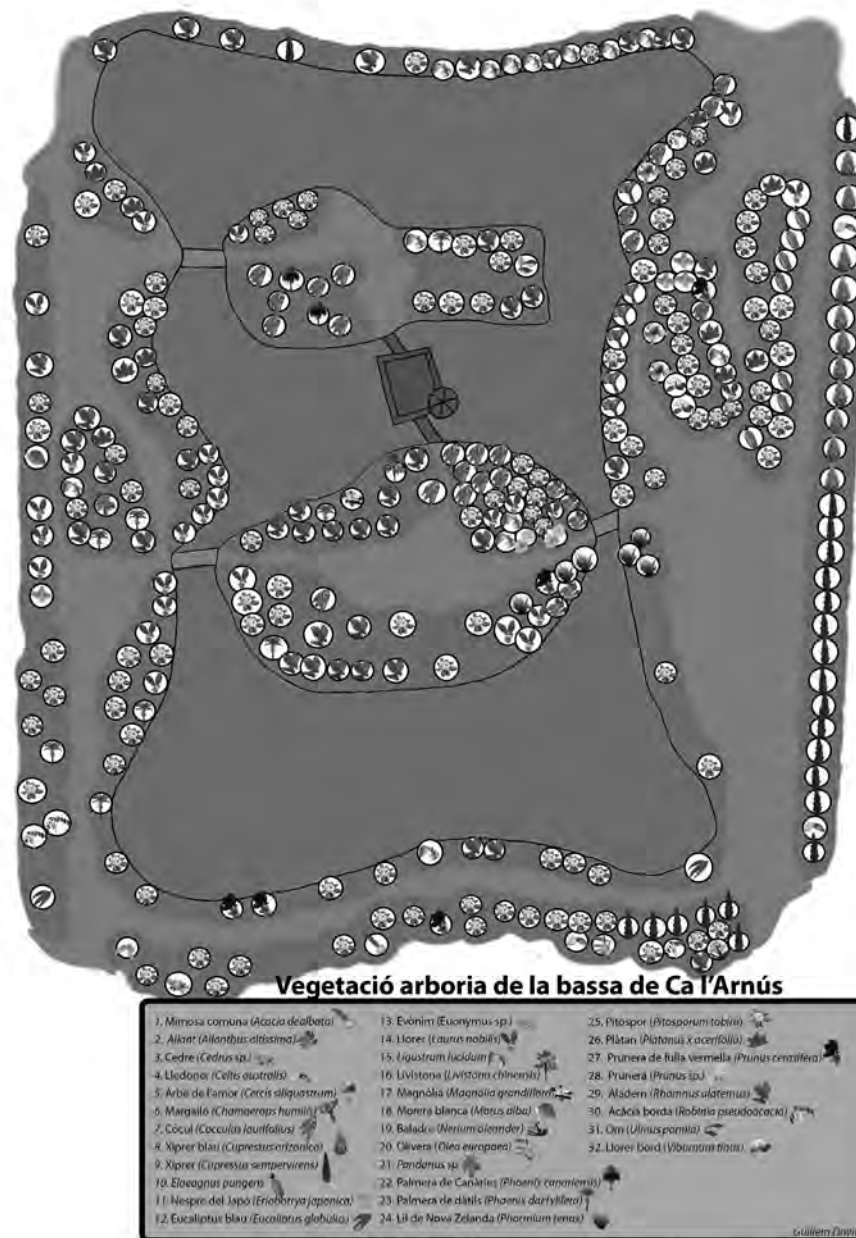 Vegetació arboria de la bassa de Ca l'Arnús
1. Mimosa comuna (Acacia dealbata)
2. Ailant (Ailanthus altissima)
3. Cedre (Cedrus sp.)
4. Lledoner (Celtis australis)
5. Arbe de l'amor (Cercis siliquastrum)
6. Margalló (Chamaerops humilis)
7. Còcul (Cocculus laurifolius)
8. Xiprer blau (Cuprestus arizonica)
9. Xiprer (Cupressus sempervirens)
10. Eleagnus pungens
11. Nespre del Japó (Eriobotrya japonica)
12. Eucaliptus blau (Eucaliptus globulus)
13. Evònim (Euonymus sp.)
14. Llorer (Laurus nobilis)
15. Ligustrum lucidum
16. Livistona (Livistona chinensis)
17. Magnòlia (Magnolia grandiflora)
18. Morera blanca (Morus alba)
19. Baladre (Nerium oleander)
20. Olivera (Olea europaea)
21. Pandanus sp
22. Palmera de Canàries (Phoenix canariensis)
23. Palmera de dàtils (Phoenix dactylifera)
24. Lil de Nova Zelanda (Phormium tenax)
25. Pitospor (Pitosporum tobira)
26. Plàtan (Platanus x acerifolia)
27. Prunera de fulla vermella (Prunus cerasifera)
28. Prunera (Prunus sp.)
29. Aladern (Rhamnus alaternus)
30. Acàcia borda (Robinia pseudoacacia)
31. Om (Ulmus pumila)
32. Llorer bord (Viburnum tinus)
Guillem